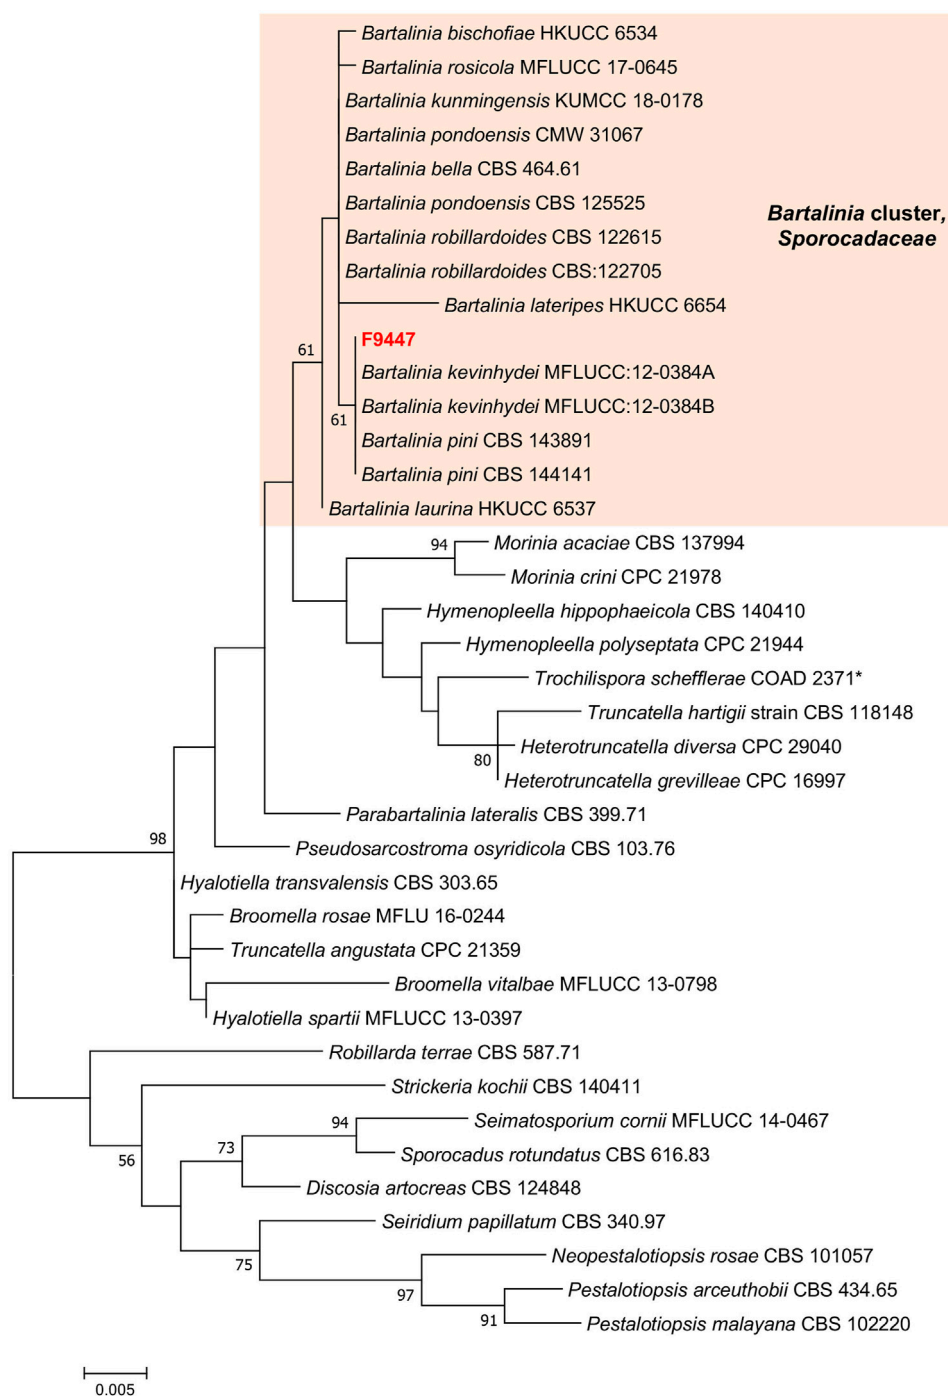 Bartalinia bischofiae HKUCC 6534
Bartalinia rosicola MFLUCC 17-0645
Bartalinia kunmingensis KUMCC 18-0178
Bartalinia pondoensis CMW 31067
Bartalinia bella CBS 464.61
Bartalinia pondoensis CBS 125525
Bartalinia cluster,
Sporocadaceae
Bartalinia robillardoides CBS 122615
Bartalinia robillardoides CBS:122705
Bartalinia lateripes HKUCC 6654
F9447
61
Bartalinia kevinhydei MFLUCC:12-0384A
Bartalinia kevinhydei MFLUCC:12-0384B
61
Bartalinia pini CBS 143891
Bartalinia pini CBS 144141
Bartalinia laurina HKUCC 6537
94
Morinia acaciae CBS 137994
Morinia crini CPC 21978
Hymenopleella hippophaeicola CBS 140410
Hymenopleella polyseptata CPC 21944
Trochilispora schefflerae COAD 2371*
Truncatella hartigii strain CBS 118148
Heterotruncatella diversa CPC 29040
80
Heterotruncatella grevilleae CPC 16997
Parabartalinia lateralis CBS 399.71
98
Pseudosarcostroma osyridicola CBS 103.76
Hyalotiella transvalensis CBS 303.65
Broomella rosae MFLU 16-0244
Truncatella angustata CPC 21359
Broomella vitalbae MFLUCC 13-0798
Hyalotiella spartii MFLUCC 13-0397
Robillarda terrae CBS 587.71
Strickeria kochii CBS 140411
94
Seimatosporium cornii MFLUCC 14-0467
73
Sporocadus rotundatus CBS 616.83
56
Discosia artocreas CBS 124848
Seiridium papillatum CBS 340.97
75
Neopestalotiopsis rosae CBS 101057
97
Pestalotiopsis arceuthobii CBS 434.65
91
Pestalotiopsis malayana CBS 102220
0.005